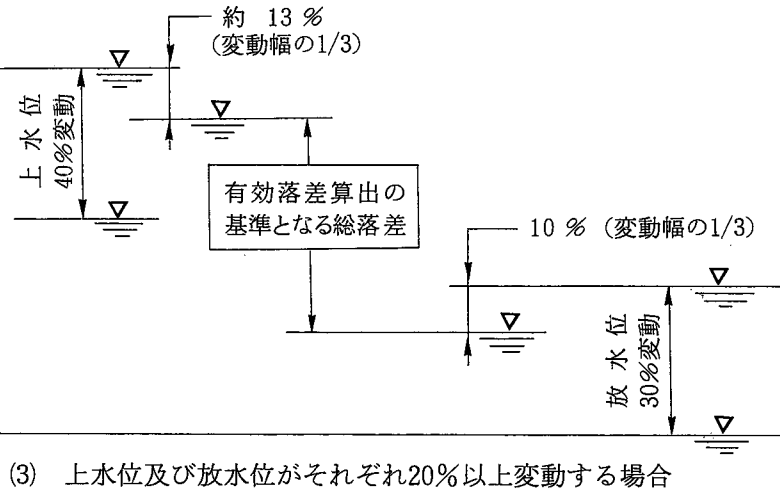 約 13 %
(変動幅の1/3)
上水位
40%変動
有効落差算出の
基準となる総落差
10 % (変動幅の1/3)
放水位
30%変動
(3) 上水位及び放水位がそれぞれ20%以上変動する場合